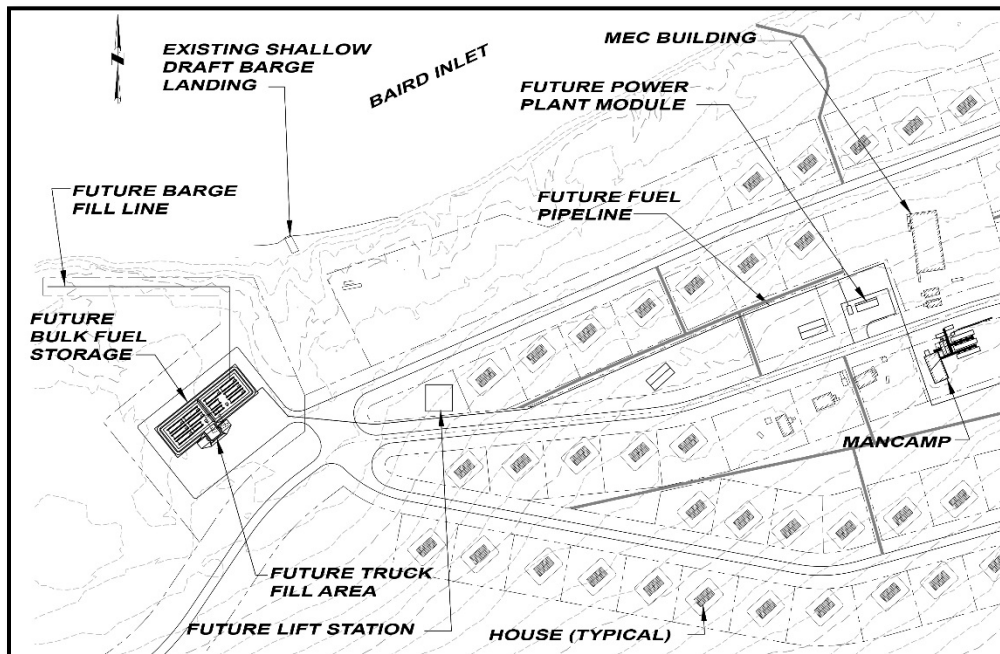 EXISTING SHALLOW
DRAFT BARGE
LANDING
BAIRD INLET
MEC BUILDING
FUTURE POWER
PLANT MODULE
FUTURE BARGE
FILL LINE
FUTURE FUEL
PIPELINE
FUTURE
BULK FUEL
STORAGE
MANCAMP
FUTURE TRUCK
FILL AREA
FUTURE LIFT STATION
HOUSE (TYPICAL)